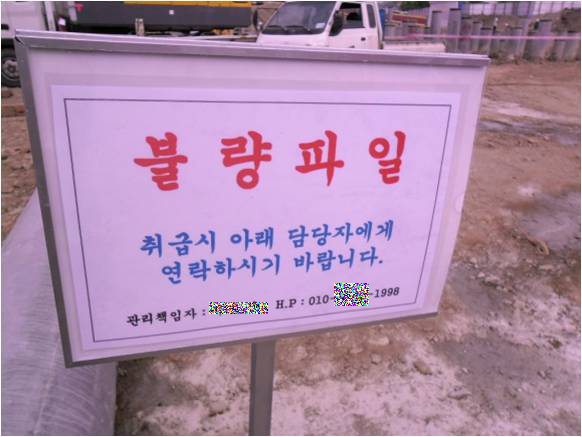 불량파일
취급시 아래 담당자에게
연락하시기 바랍니다.
관리책임자 : H.P : 010- -1998